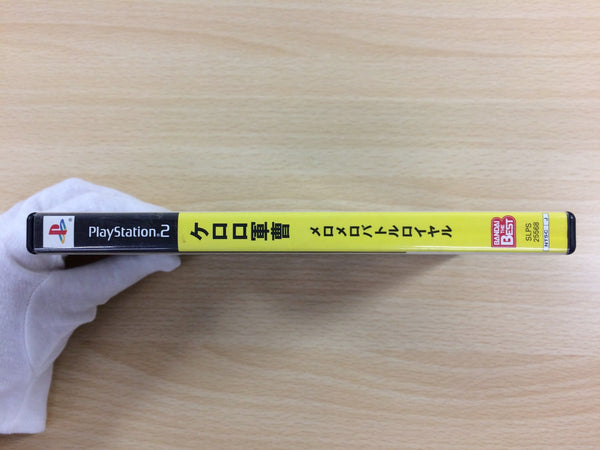 PlayStation.2
ケロロ軍曹
メロメロバトルロイヤル
BANDAI
THE
BEST
SLPS
25568